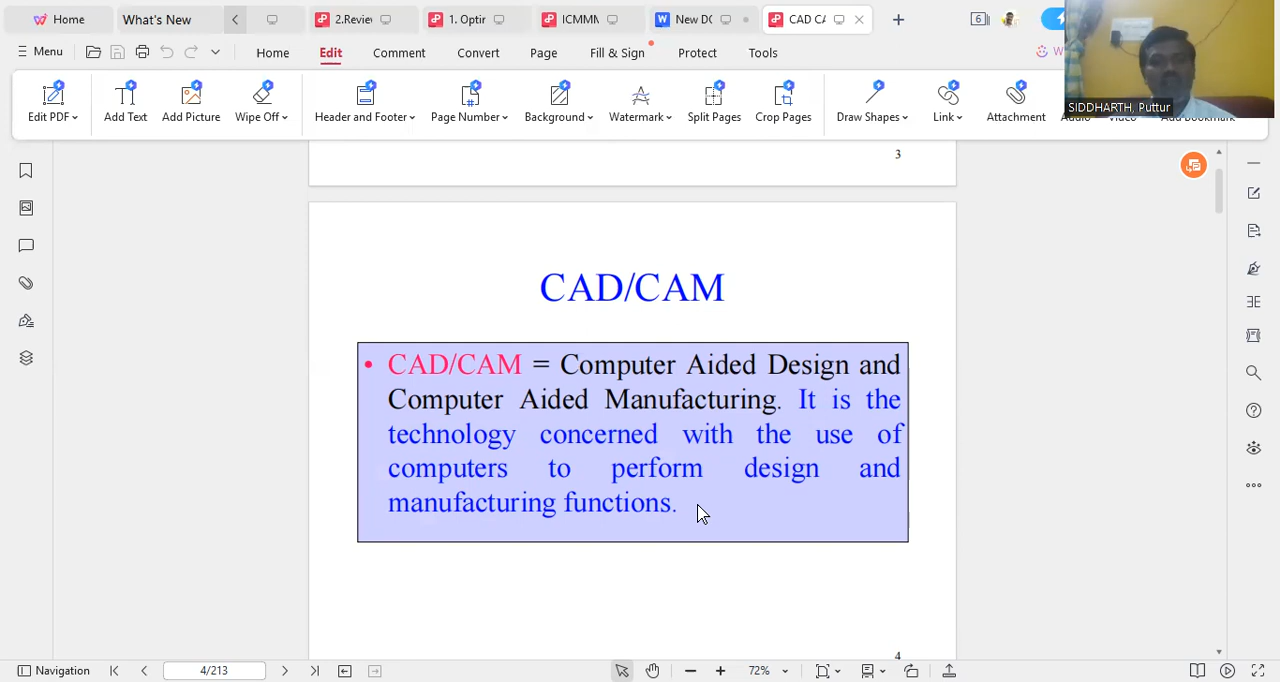 Home
What's New
2.Revie
1. Optir
ICMMM
New DO
CAD CA
6
Menu
Home
Edit
Comment
Convert
Page
Fill & Sign
Protect
Tools
Edit PDF
Add Text
Add Picture
Wipe Off
Header and Footer
Page Number
Background
Watermark
Split Pages
Crop Pages
Draw Shapes
Link
Attachment
SIDDHARTH, Puttur
3
CAD/CAM
• CAD/CAM = Computer Aided Design and
Computer Aided Manufacturing. It is the
technology concerned with the use of
computers to perform design and
manufacturing functions.
4
Navigation
4/213
72%